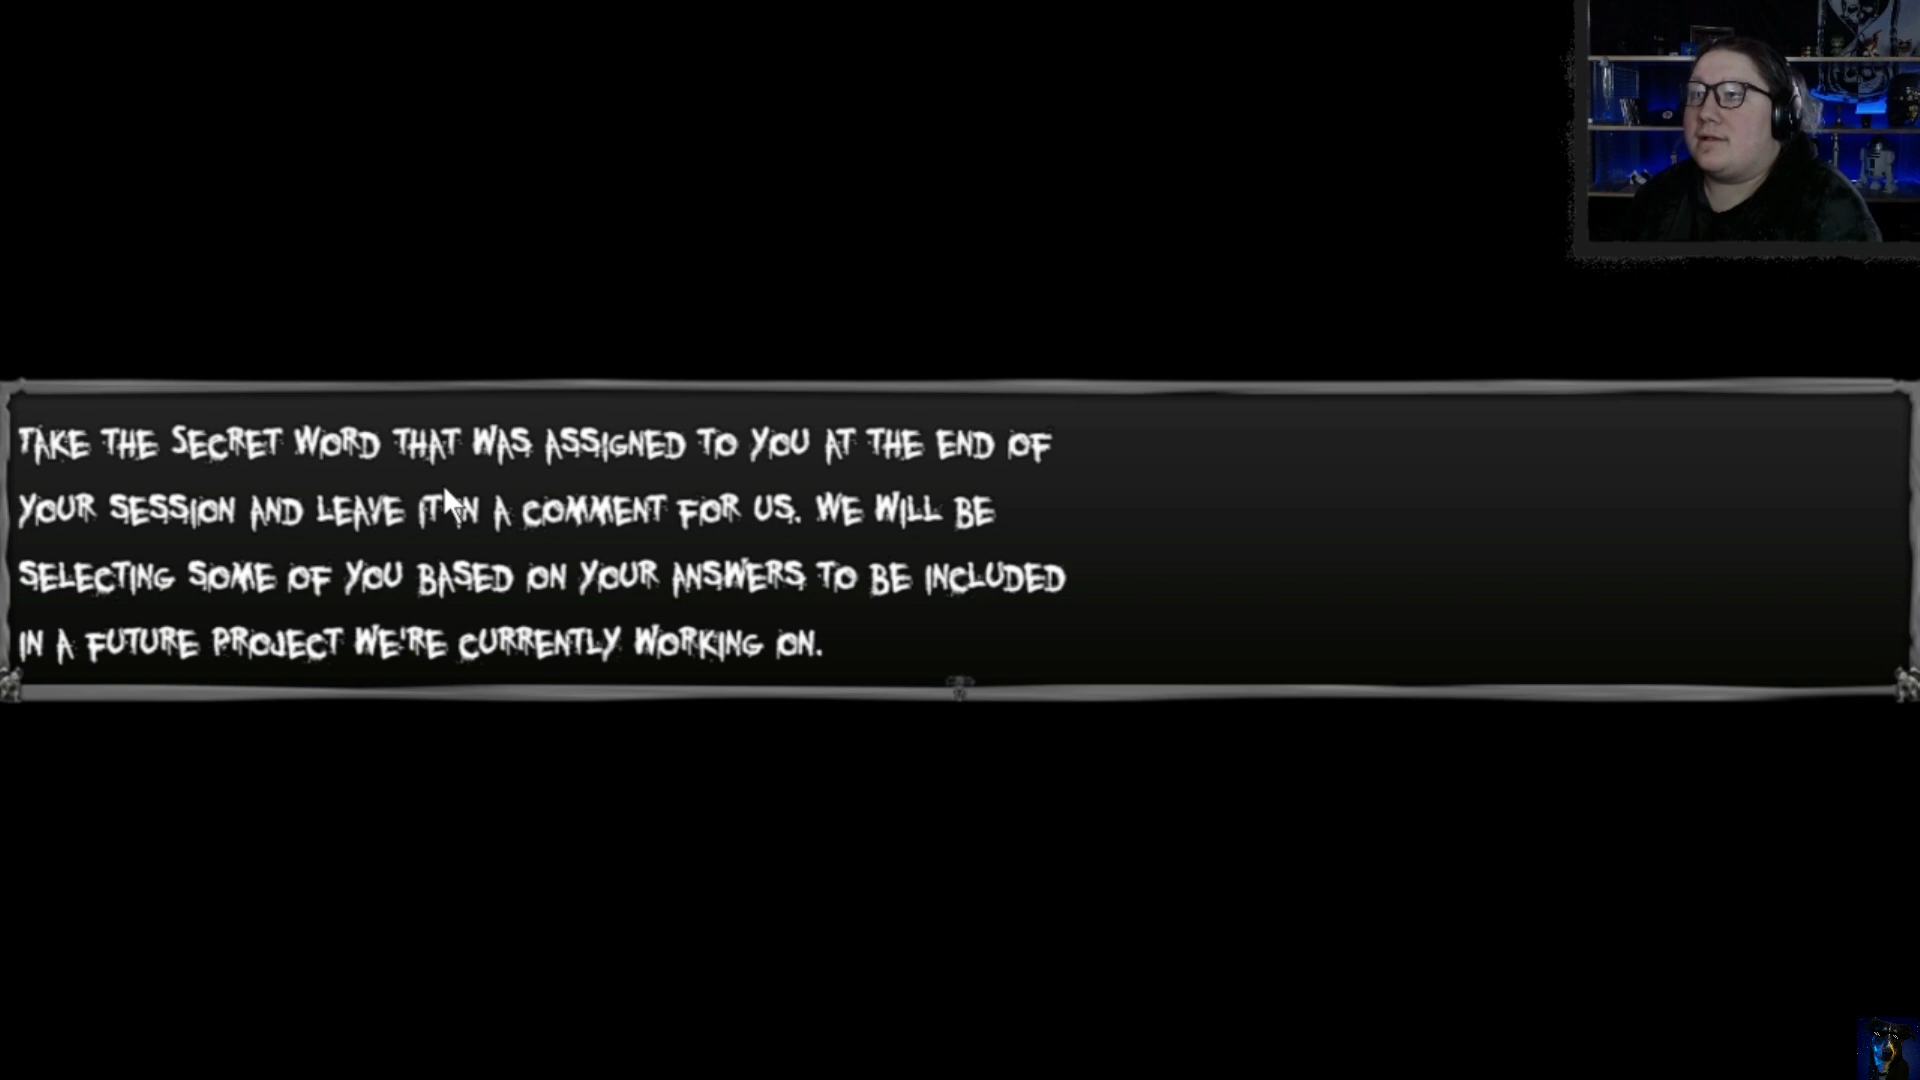 TAKE THE SECRET WORD THAT WAS ASSIGNED TO YOU AT THE END OF
YOUR SESSION AND LEAVE IT IN A COMMENT FOR US. WE WILL BE
SELECTING SOME OF YOU BASED ON YOUR ANSWERS TO BE INCLUDED
IN A FUTURE PROJECT WE'RE CURRENTLY WORKING ON.